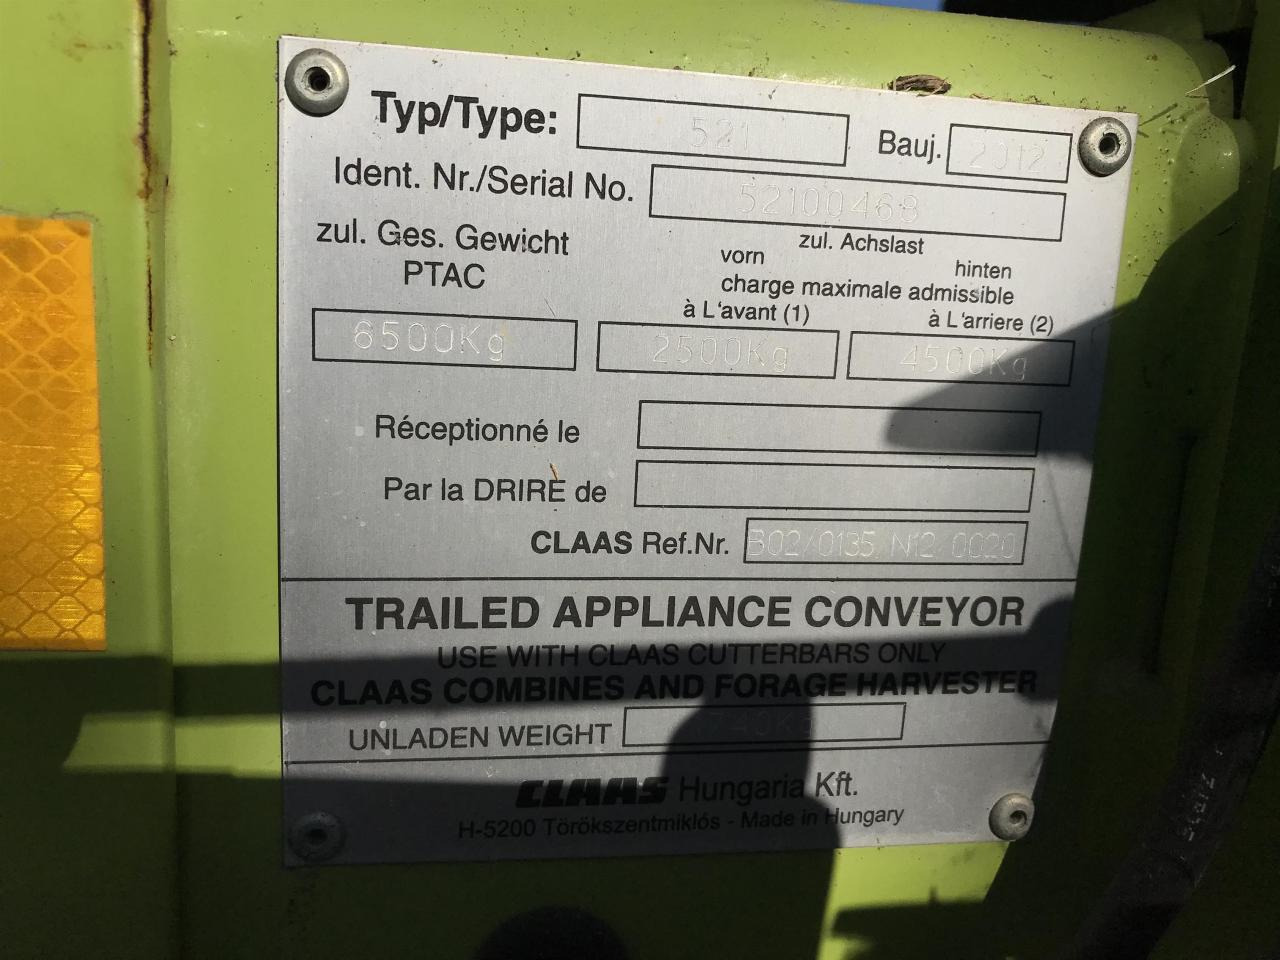 Typ/Type: 521 Bauj. 2012
Ident. Nr./Serial No. 52100468
zul. Ges. Gewicht zul. Achslast
PTAC vorn hinten
charge maximale admissible
à L'avant (1) à L'arriere (2)
6500Kg 2500Kg 4500Kg
Réceptionné le
Par la DRIRE de
CLAAS Ref.Nr. B02/0135/N12/0020
TRAILED APPLIANCE CONVEYOR
USE WITH CLAAS CUTTERBARS ONLY
CLAAS COMBINES AND FORAGE HARVESTER
UNLADEN WEIGHT
CLAAS Hungaria Kft.
H-5200 Törökszentmiklós - Made in Hungary